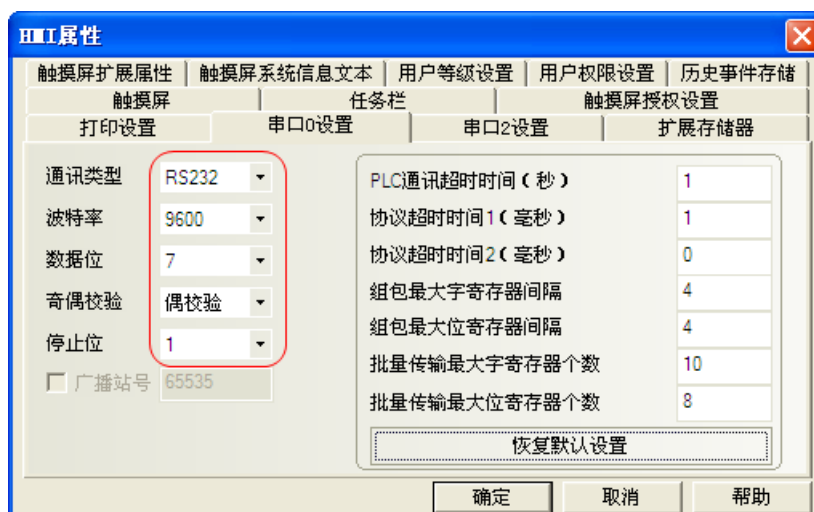 HMI属性
触摸屏扩展属性 触摸屏系统信息文本 用户等级设置 用户权限设置 历史事件存储
触摸屏 任务栏 触摸屏授权设置
打印设置 串口0设置 串口2设置 扩展存储器
通讯类型 RS232
波特率 9600
数据位 7
奇偶校验 偶校验
停止位 1
广播站号 65535
PLC通讯超时时间(秒) 1
协议超时时间1(毫秒) 1
协议超时时间2(毫秒) 0
组包最大字寄存器间隔 4
组包最大位寄存器间隔 4
批量传输最大字寄存器个数 10
批量传输最大位寄存器个数 8
恢复默认设置
确定 取消 帮助